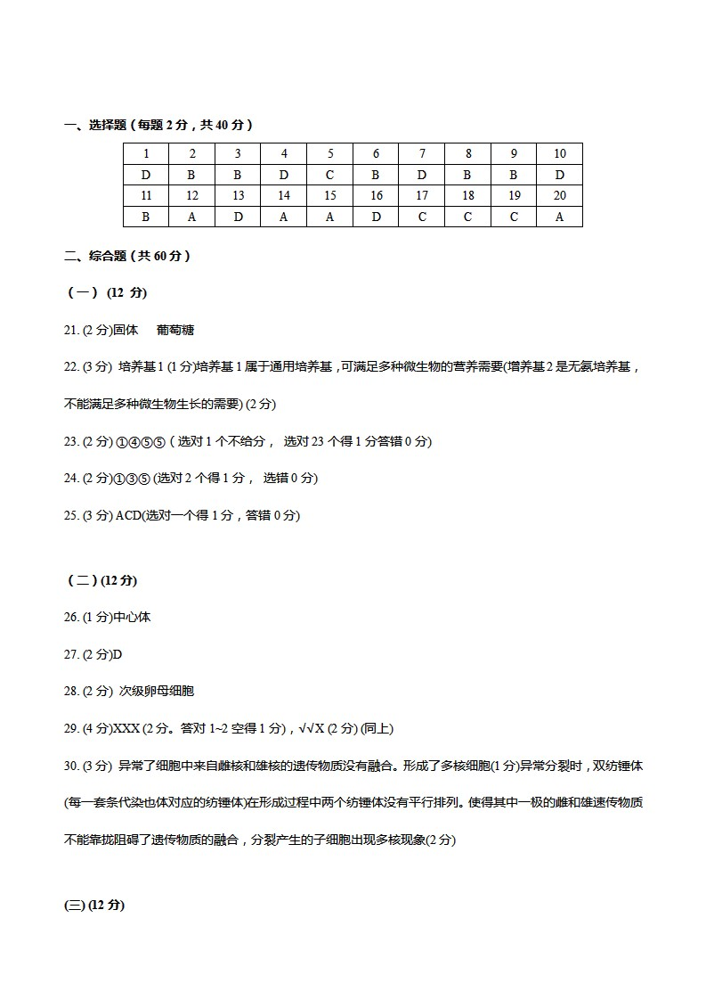 一、选择题（每题 2 分，共 40 分）
1 2 3 4 5 6 7 8 9 10
D B B D C B D B B D
11 12 13 14 15 16 17 18 19 20
B A D A A D C C C A
二、综合题（共 60 分）
（一） (12 分)
21. (2 分)固体 葡萄糖
22. (3 分) 培养基 1 (1 分)培养基 1 属于通用培养基，可满足多种微生物的营养需要(增养基 2 是无氨培养基，
不能满足多种微生物生长的需要) (2 分)
23. (2 分) ①④⑤⑤（选对 1 个不给分， 选对 23 个得 1 分答错 0 分)
24. (2 分)①③⑤ (选对 2 个得 1 分， 选错 0 分)
25. (3 分) ACD(选对一个得 1 分，答错 0 分)
（二）(12 分)
26. (1 分)中心体
27. (2 分)D
28. (2 分) 次级卵母细胞
29. (4 分)XXX (2 分。答对 1~2 空得 1 分)，√√X (2 分) (同上)
30. (3 分) 异常了细胞中来自雌核和雄核的遗传物质没有融合。形成了多核细胞(1 分)异常分裂时，双纺锤体
(每一套条代染也体对应的纺锤体)在形成过程中两个纺锤体没有平行排列。使得其中一极的雌和雄速传物质
不能靠拢阻碍了遗传物质的融合，分裂产生的子细胞出现多核现象(2 分)
(三) (12 分)